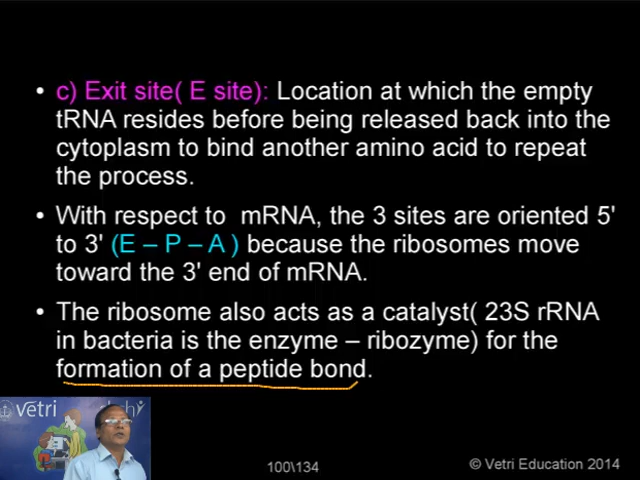 • c) Exit site( E site): Location at which the empty
tRNA resides before being released back into the
cytoplasm to bind another amino acid to repeat
the process.
• With respect to mRNA, the 3 sites are oriented 5'
to 3' (E – P – A ) because the ribosomes move
toward the 3' end of mRNA.
• The ribosome also acts as a catalyst( 23S rRNA
in bacteria is the enzyme – ribozyme) for the
formation of a peptide bond.
vetri
100\134
© Vetri Education 2014